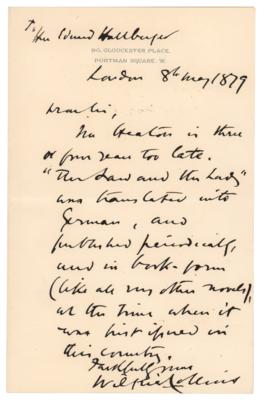 To Herr Eduard Hallberger
90, GLOUCESTER PLACE,
PORTMAN SQUARE. W.
London 8th May 1879
Dear Sir,
Mr Heaton is three
or four years too late.
"The Law and the Lady"
was translated into
German, and
published periodically,
and in book-form
(like all my other novels),
at the time when it
was first issued in
this country.
Faithfully yours
Wilkie Collins